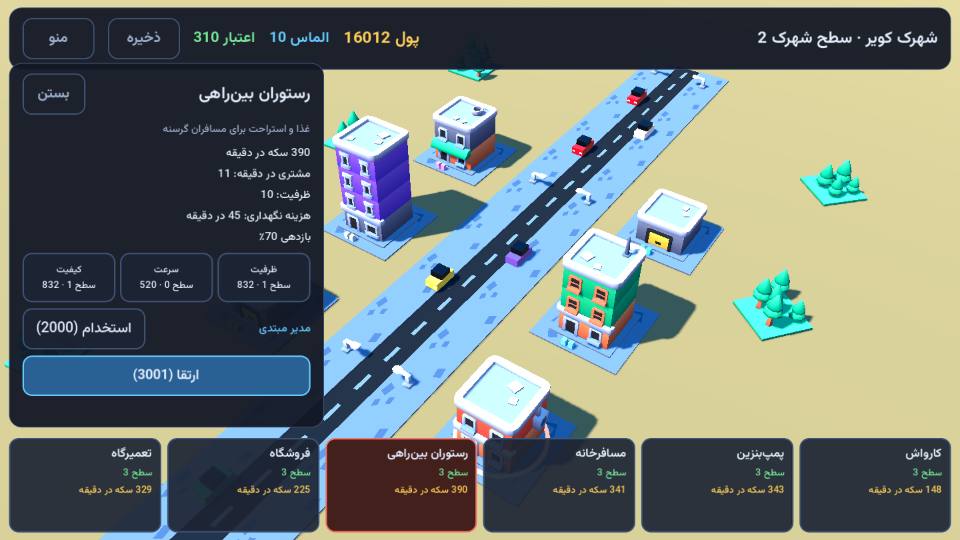 شهرک کویر · سطح شهرک 2
پول 16012 الماس 10 اعتبار 310
ذخیره
منو
رستوران بین‌راهی
بستن
غذا و استراحت برای مسافران گرسنه
390 سکه در دقیقه
مشتری در دقیقه: 11
ظرفیت: 10
هزینه نگهداری: 45 در دقیقه
بازدهی 70٪
ظرفیت
سطح 1 · 832
سرعت
سطح 0 · 520
کیفیت
سطح 1 · 832
مدیر مبتدی
استخدام (2000)
ارتقا (3001)
کارواش
سطح 3
148 سکه در دقیقه
پمپ‌بنزین
سطح 3
343 سکه در دقیقه
مسافرخانه
سطح 3
341 سکه در دقیقه
رستوران بین‌راهی
سطح 3
390 سکه در دقیقه
فروشگاه
سطح 3
225 سکه در دقیقه
تعمیرگاه
سطح 3
329 سکه در دقیقه